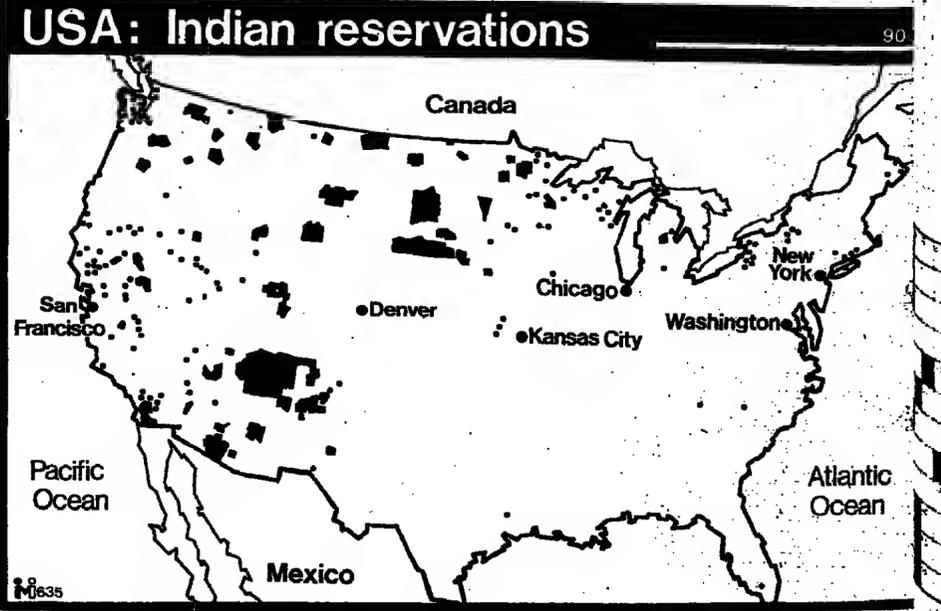 USA: Indian reservations
90
Canada
New
York
Chicago
San
Francisco
Denver
Washington
Kansas City
Pacific
Ocean
Atlantic
Ocean
Mexico
635